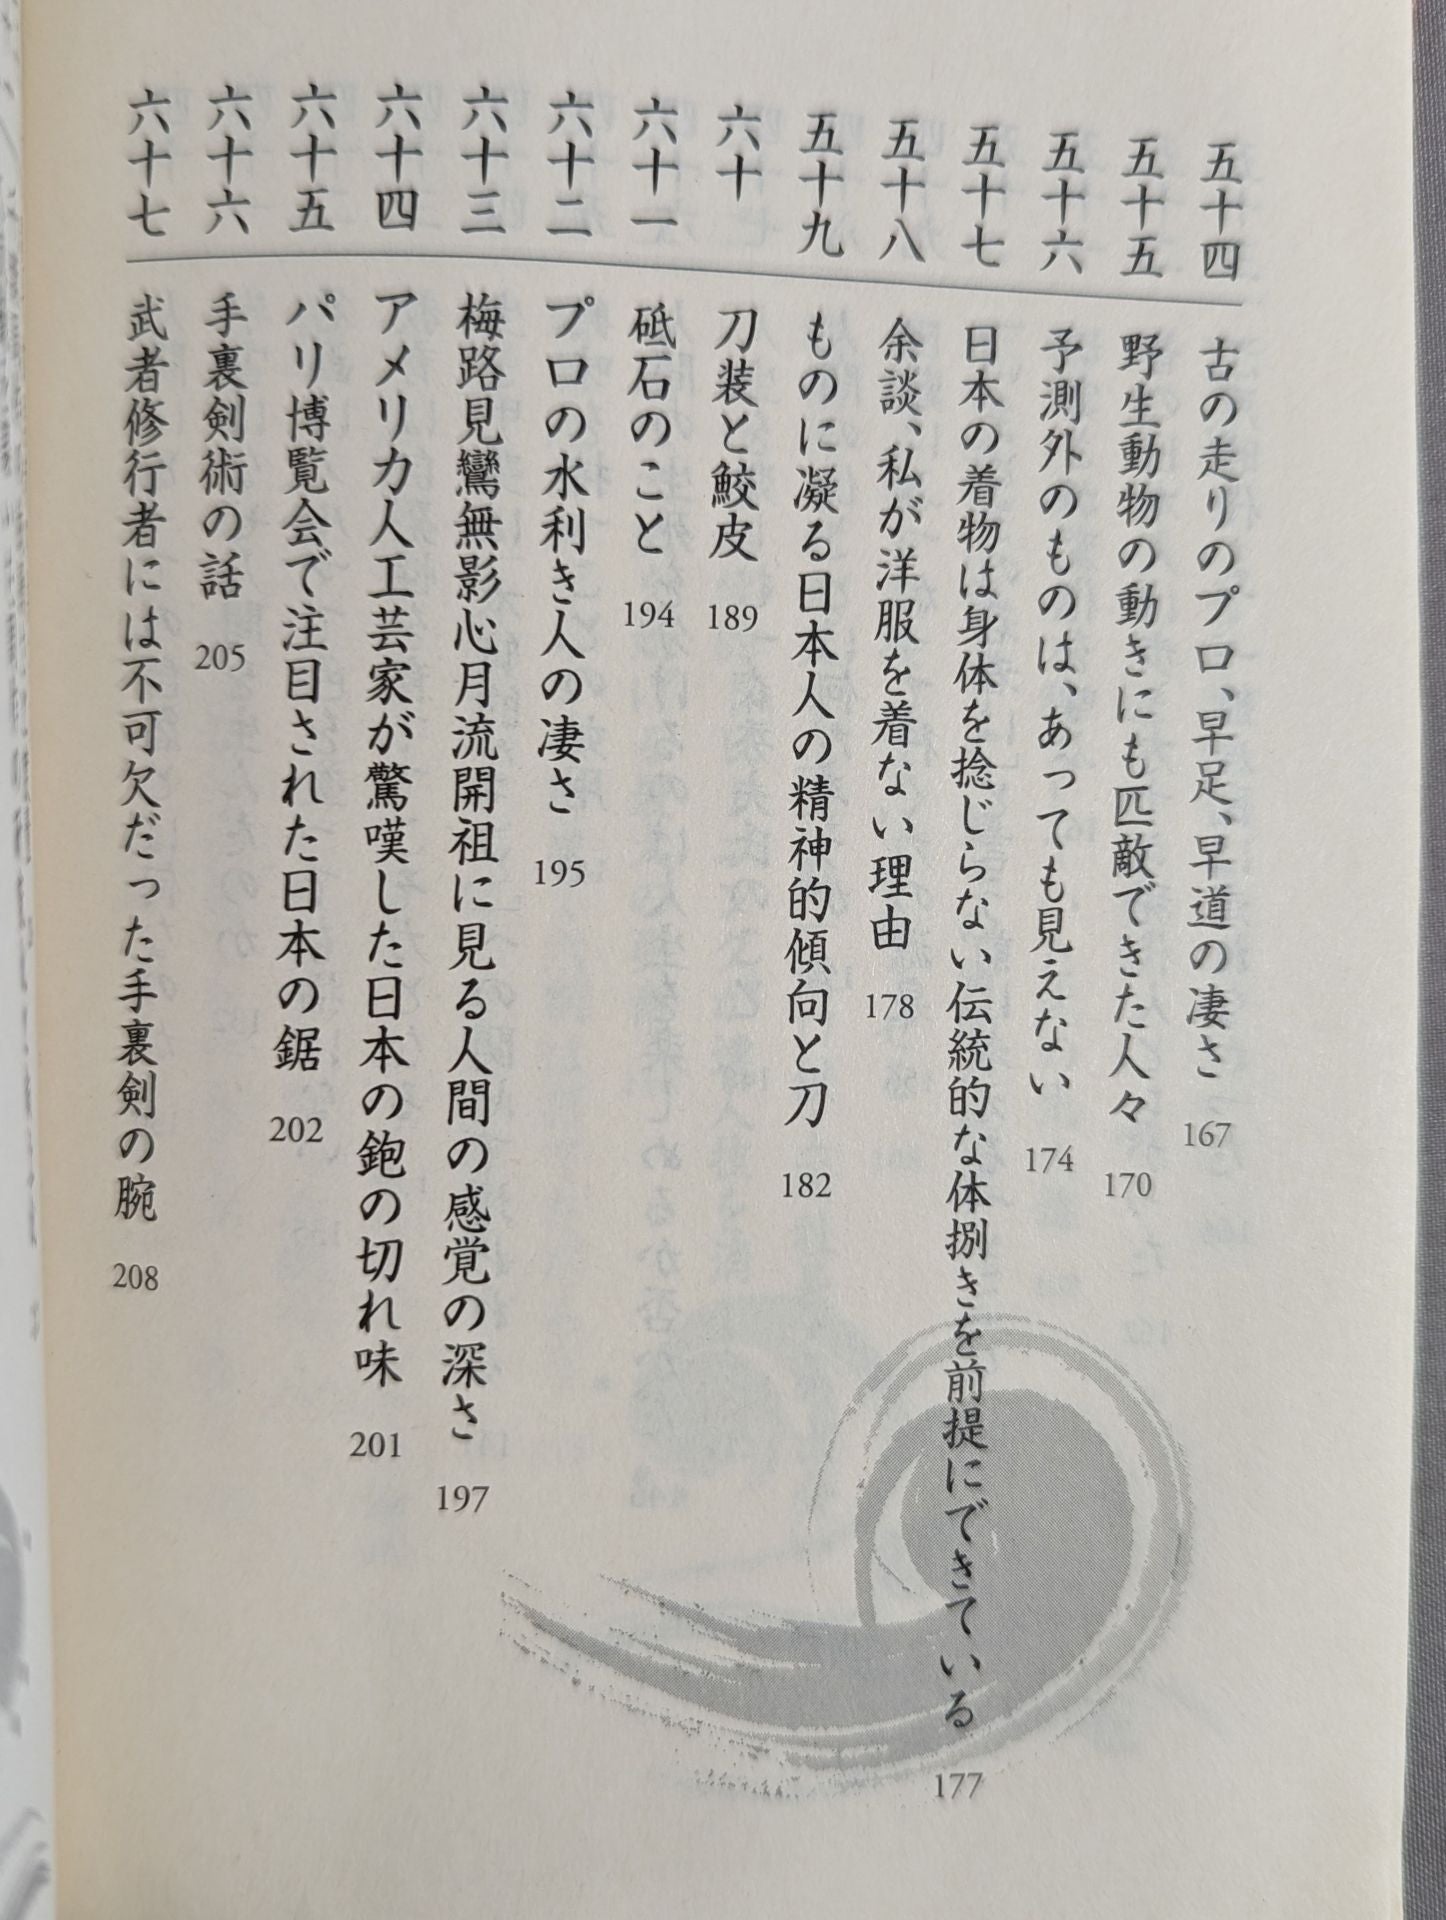 五十四 古の走りのプロ、早足、早道の凄さ 167
五十五 野生動物の動きにも匹敵できた人々 170
五十六 予測外のものは、あっても見えない 174
五十七 日本の着物は身体を捻じらない伝統的な体捌きを前提にできている 177
五十八 余談、私が洋服を着ない理由 178
五十九 ものに凝る日本人の精神的傾向と刀 182
六十 刀装と鮫皮 189
六十一 砥石のこと 194
六十二 プロの水利き人の凄さ 195
六十三 梅路見鸞無影心月流開祖に見る人間の感覚の深さ 197
六十四 アメリカ人工芸家が驚嘆した日本の鉋の切れ味 201
六十五 パリ博覧会で注目された日本の鋸 202
六十六 手裏剣術の話 205
六十七 武者修行者には不可欠だった手裏剣の腕 208